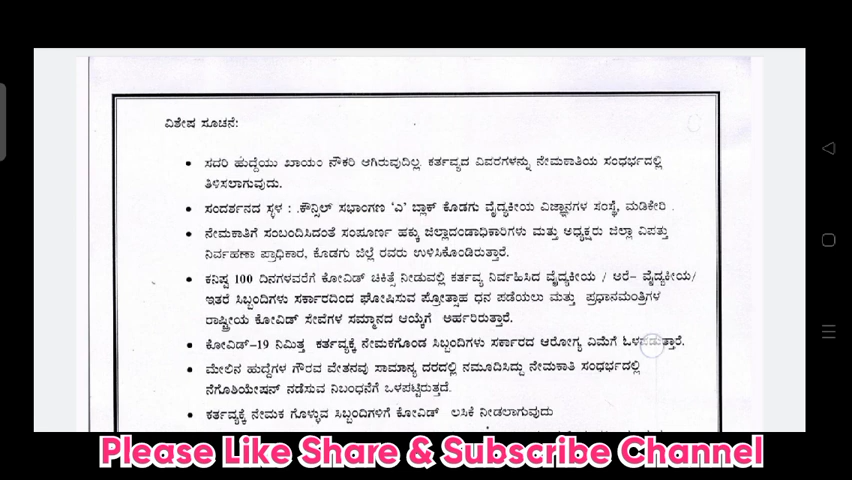 ವಿಶೇಷ ಸೂಚನೆ:
• ಸದರಿ ಹುದ್ದೆಯು ಖಾಯಂ ನೌಕರಿ ಆಗಿರುವುದಿಲ್ಲ. ಕರ್ತವ್ಯದ ವಿವರಗಳನ್ನು ನೇಮಕಾತಿಯ ಸಂಧರ್ಭದಲ್ಲಿ
ತಿಳಿಸಲಾಗುವುದು.
• ಸಂದರ್ಶನದ ಸ್ಥಳ : .ಕೌನ್ಸಿಲ್ ಸಭಾಂಗಣ 'ಎ' ಬ್ಲಾಕ್ ಕೊಡಗು ವೈದ್ಯಕೀಯ ವಿಜ್ಞಾನಗಳ ಸಂಸ್ಥೆ, ಮಡಿಕೇರಿ .
• ನೇಮಕಾತಿಗೆ ಸಂಬಂದಿಸಿದಂತೆ ಸಂಪೂರ್ಣ ಹಕ್ಕು ಜಿಲ್ಲಾದಂಡಾಧಿಕಾರಿಗಳು ಮತ್ತು ಅಧ್ಯಕ್ಷರು ಜಿಲ್ಲಾ ವಿಪತ್ತು
ನಿರ್ವಹಣಾ ಪ್ರಾಧಿಕಾರ, ಕೊಡಗು ಜಿಲ್ಲೆ ರವರು ಉಳಿಸಿಕೊಂಡಿರುತ್ತಾರೆ.
• ಕನಿಷ್ಟ 100 ದಿನಗಳವರೆಗೆ ಕೋವಿಡ್ ಚಿಕಿತ್ಸೆ ನೀಡುವಲ್ಲಿ ಕರ್ತವ್ಯ ನಿರ್ವಹಿಸಿದ ವೈದ್ಯಕೀಯ / ಆರೆ- ವೈದ್ಯಕೀಯ/
ಇತರೆ ಸಿಬ್ಬಂದಿಗಳು ಸರ್ಕಾರದಿಂದ ಘೋಷಿಸುವ ಪ್ರೋತ್ಸಾಹ ಧನ ಪಡೆಯಲು ಮತ್ತು ಪ್ರಧಾನಮಂತ್ರಿಗಳ
ರಾಷ್ಟ್ರೀಯ ಕೋವಿಡ್ ಸೇವೆಗಳ ಸಮ್ಮಾನದ ಆಯ್ಕೆಗೆ ಅರ್ಹರಿರುತ್ತಾರೆ.
• ಕೋವಿಡ್-19 ನಿಮಿತ್ತ ಕರ್ತವ್ಯಕ್ಕೆ ನೇಮಕಗೊಂಡ ಸಿಬ್ಬಂದಿಗಳು ಸರ್ಕಾರದ ಆರೋಗ್ಯ ವಿಮೆಗೆ ಓಳಪಡುತ್ತಾರೆ.
• ಮೇಲಿನ ಹುದ್ದೆಗಳ ಗೌರವ ವೇತನವು ಸಾಮಾನ್ಯ ದರದಲ್ಲಿ ನಮೂದಿಸಿದ್ದು ನೇಮಕಾತಿ ಸಂಧರ್ಭದಲ್ಲಿ
ನೆಗೊಶಿಯೇಷನ್ ನಡೆಸುವ ನಿಬಂಧನೆಗೆ ಒಳಪಟ್ಟಿರುತ್ತದೆ.
• ಕರ್ತವ್ಯಕ್ಕೆ ನೇಮಕ ಗೊಳ್ಳುವ ಸಿಬ್ಬಂದಿಗಳಿಗೆ ಕೋವಿಡ್ ಲಸಿಕೆ ನೀಡಲಾಗುವುದು
Please Like Share & Subscribe Channel